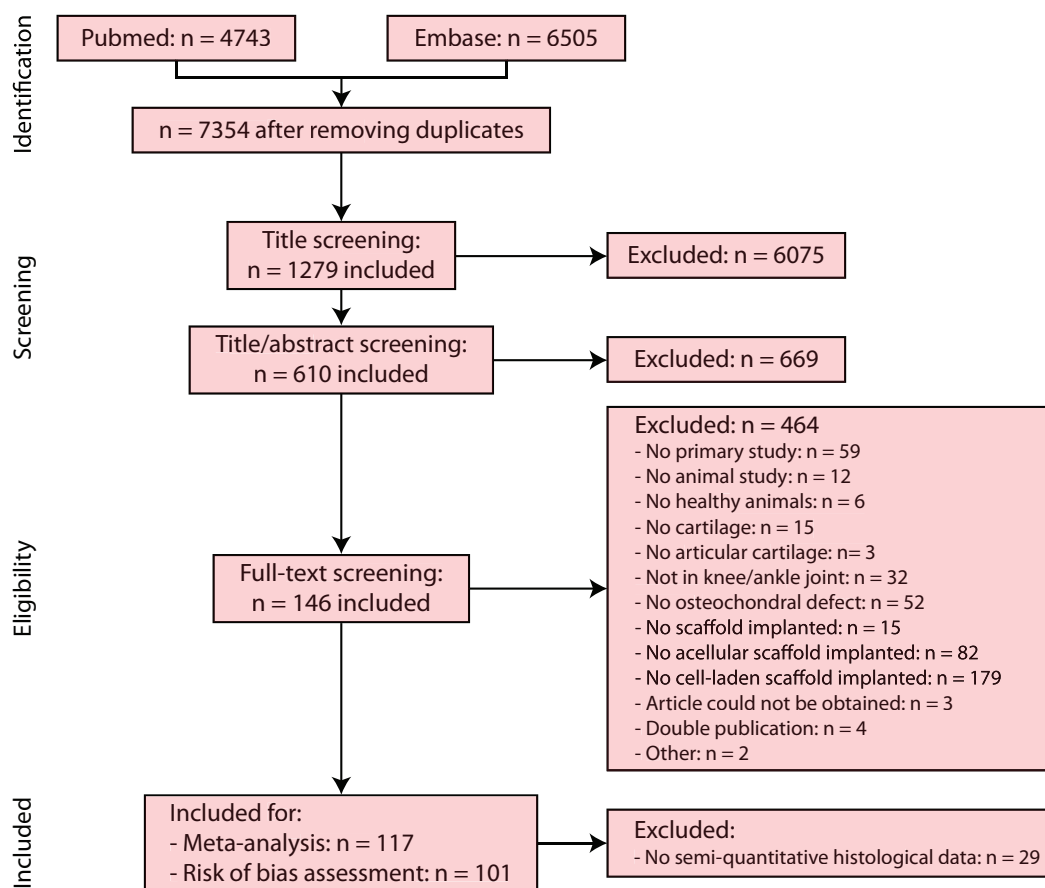 Identification
Pubmed: n = 4743
Embase: n = 6505
n = 7354 after removing duplicates
Screening
Title screening:
n = 1279 included
Excluded: n = 6075
Title/abstract screening:
n = 610 included
Excluded: n = 669
Eligibility
Full-text screening:
n = 146 included
Excluded: n = 464
- No primary study: n = 59
- No animal study: n = 12
- No healthy animals: n = 6
- No cartilage: n = 15
- No articular cartilage: n= 3
- Not in knee/ankle joint: n = 32
- No osteochondral defect: n = 52
- No scaffold implanted: n = 15
- No acellular scaffold implanted: n = 82
- No cell-laden scaffold implanted: n = 179
- Article could not be obtained: n = 3
- Double publication: n = 4
- Other: n = 2
Included
Included for:
- Meta-analysis: n = 117
- Risk of bias assessment: n = 101
Excluded:
- No semi-quantitative histological data: n = 29